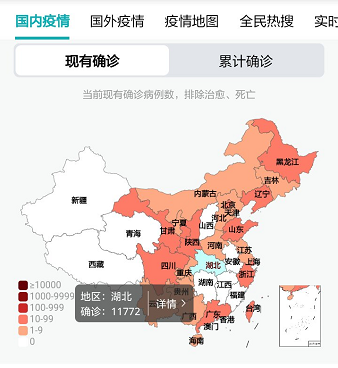 国内疫情 国外疫情 疫情地图 全民热搜 实时
现有确诊 累计确诊
当前现有确诊病例数，排除治愈、死亡
黑龙江
吉林
辽宁
新疆
内蒙古
北京
天津
河北
宁夏
山西
山东
青海
甘肃
陕西
河南
江苏
西藏
四川
湖北
安徽
上海
重庆
浙江
湖南
江西
贵州
福建
台湾
广西
广东
香港
澳门
海南
≥10000
1000-9999
100-999
10-99
1-9
0
地区：湖北
确诊：11772
详情 >